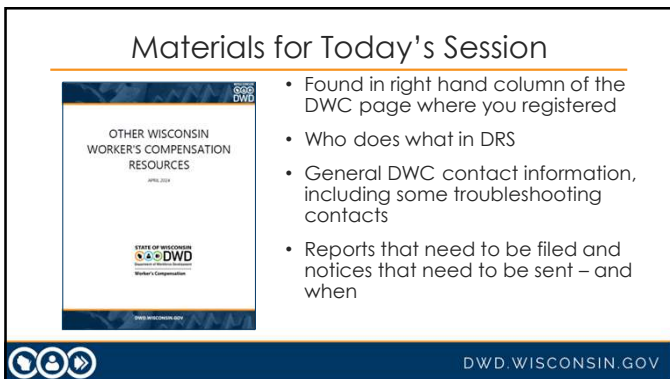 Materials for Today's Session
DWD
OTHER WISCONSIN
WORKER'S COMPENSATION
RESOURCES
APRIL 2024
STATE OF WISCONSIN
DWD
Department of Workforce Development
Worker's Compensation
DWD.WISCONSIN.GOV
• Found in right hand column of the
DWC page where you registered
• Who does what in DRS
• General DWC contact information,
including some troubleshooting
contacts
• Reports that need to be filed and
notices that need to be sent – and
when
DWD.WISCONSIN.GOV